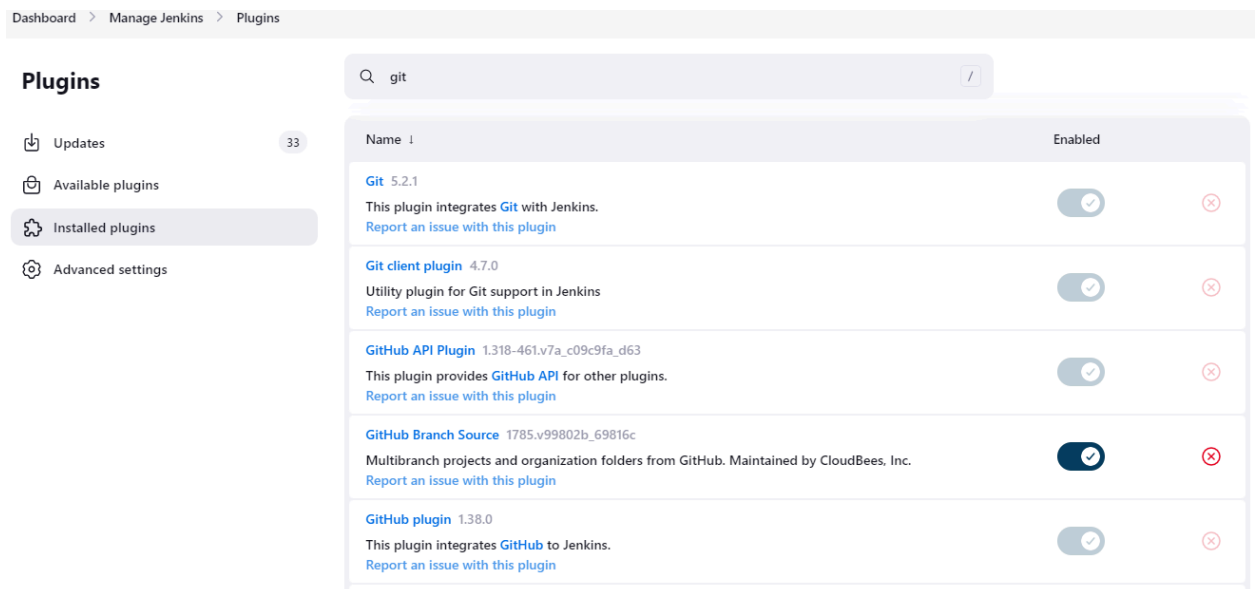 Dashboard > Manage Jenkins > Plugins
Plugins
git /
Updates 33
Available plugins
Installed plugins
Advanced settings
Name ↓ Enabled
Git 5.2.1
This plugin integrates Git with Jenkins.
Report an issue with this plugin
Git client plugin 4.7.0
Utility plugin for Git support in Jenkins
Report an issue with this plugin
GitHub API Plugin 1.318-461.v7a_c09c9fa_d63
This plugin provides GitHub API for other plugins.
Report an issue with this plugin
GitHub Branch Source 1785.v99802b_69816c
Multibranch projects and organization folders from GitHub. Maintained by CloudBees, Inc.
Report an issue with this plugin
GitHub plugin 1.38.0
This plugin integrates GitHub to Jenkins.
Report an issue with this plugin